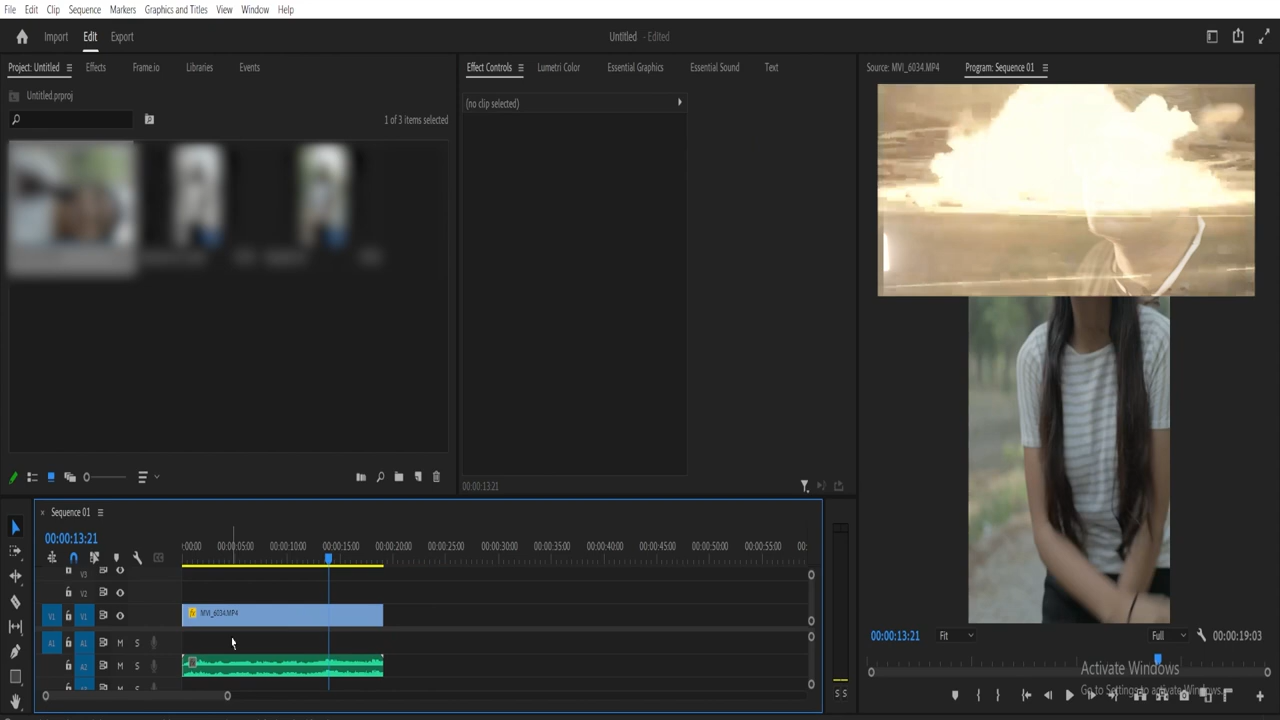 File Edit Clip Sequence Markers Graphics and Titles View Window Help
Import Edit Export Untitled - Edited
Project: Untitled Effects Frame.io Libraries Events
Effect Controls Lumetri Color Essential Graphics Essential Sound Text
Source: MVI_6034.MP4 Program: Sequence 01
Untitled.prproj
(no clip selected)
1 of 3 items selected
00:00:13:21
× Sequence 01
00:00:13:21
:00:00 00:00:05:00 00:00:10:00 00:00:15:00 00:00:20:00 00:00:25:00 00:00:30:00 00:00:35:00 00:00:40:00 00:00:45:00 00:00:50:00 00:00:55:00 00:
V3
V2
V1 V1 fx MVI_6034.MP4
A1 A1 M S
A2 M S
S S
00:00:13:21 Fit Full 00:00:19:03
Activate Windows
Go to Settings to activate Windows.